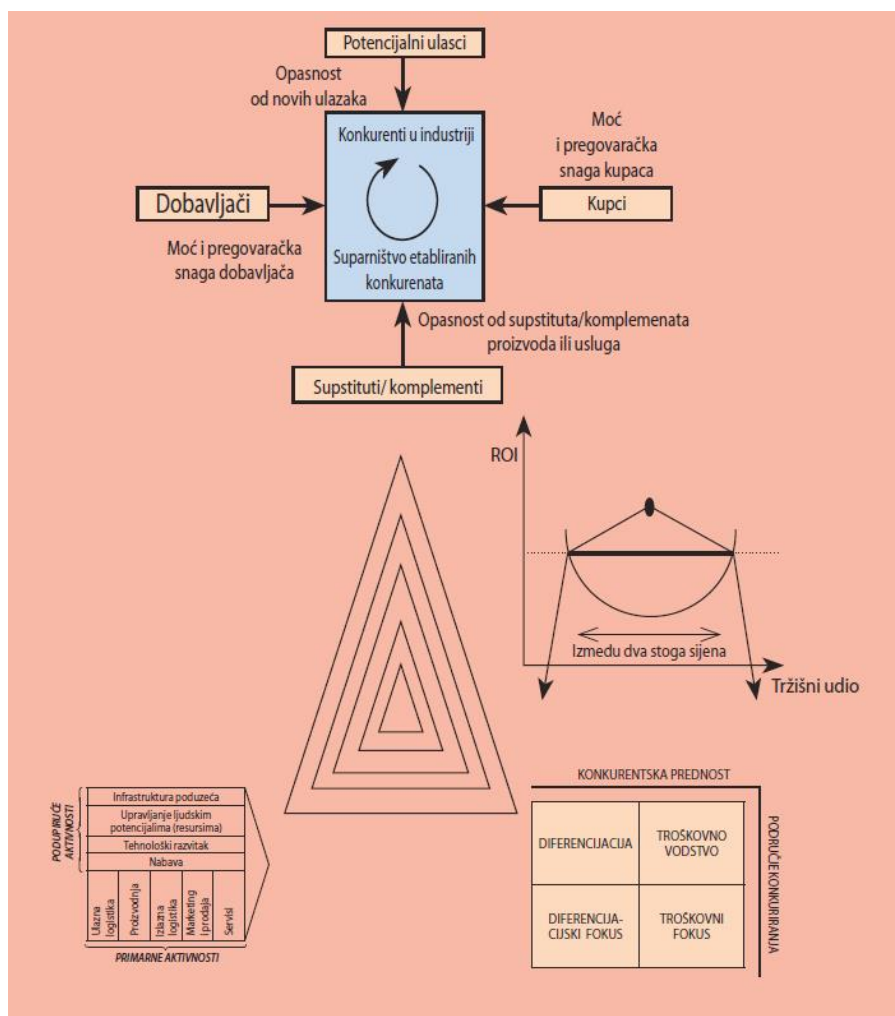 Potencijalni ulasci
Opasnost
od novih ulazaka
Konkurenti u industriji
Moć
i pregovaračka
snaga kupaca
Dobavljači
Kupci
Moć i pregovaračka
snaga dobavljača
Suparništvo etabliranih
konkurenata
Opasnost od supstituta/komplemenata
proizvoda ili usluga
Supstituti/ komplementi
ROI
Izmedu dva stoga sijena
Tržišni udio
PODUPIRUĆE
AKTIVNOSTI
Infrastruktura poduzeća
Upravljanje ljudskim
potencijalima (resursima)
Tehnološki razvitak
Nabava
Ulazna
logistika
Proizvodnja
Izlazna
logistika
Marketing
i prodaja
Servisi
PRIMARNE AKTIVNOSTI
KONKURENTSKA PREDNOST
DIFERENCIJACIJA
TROŠKOVNO
VODSTVO
DIFERENCIJA-
CIJSKI FOKUS
TROŠKOVNI
FOKUS
PODRUČJE KONKURIRANJA